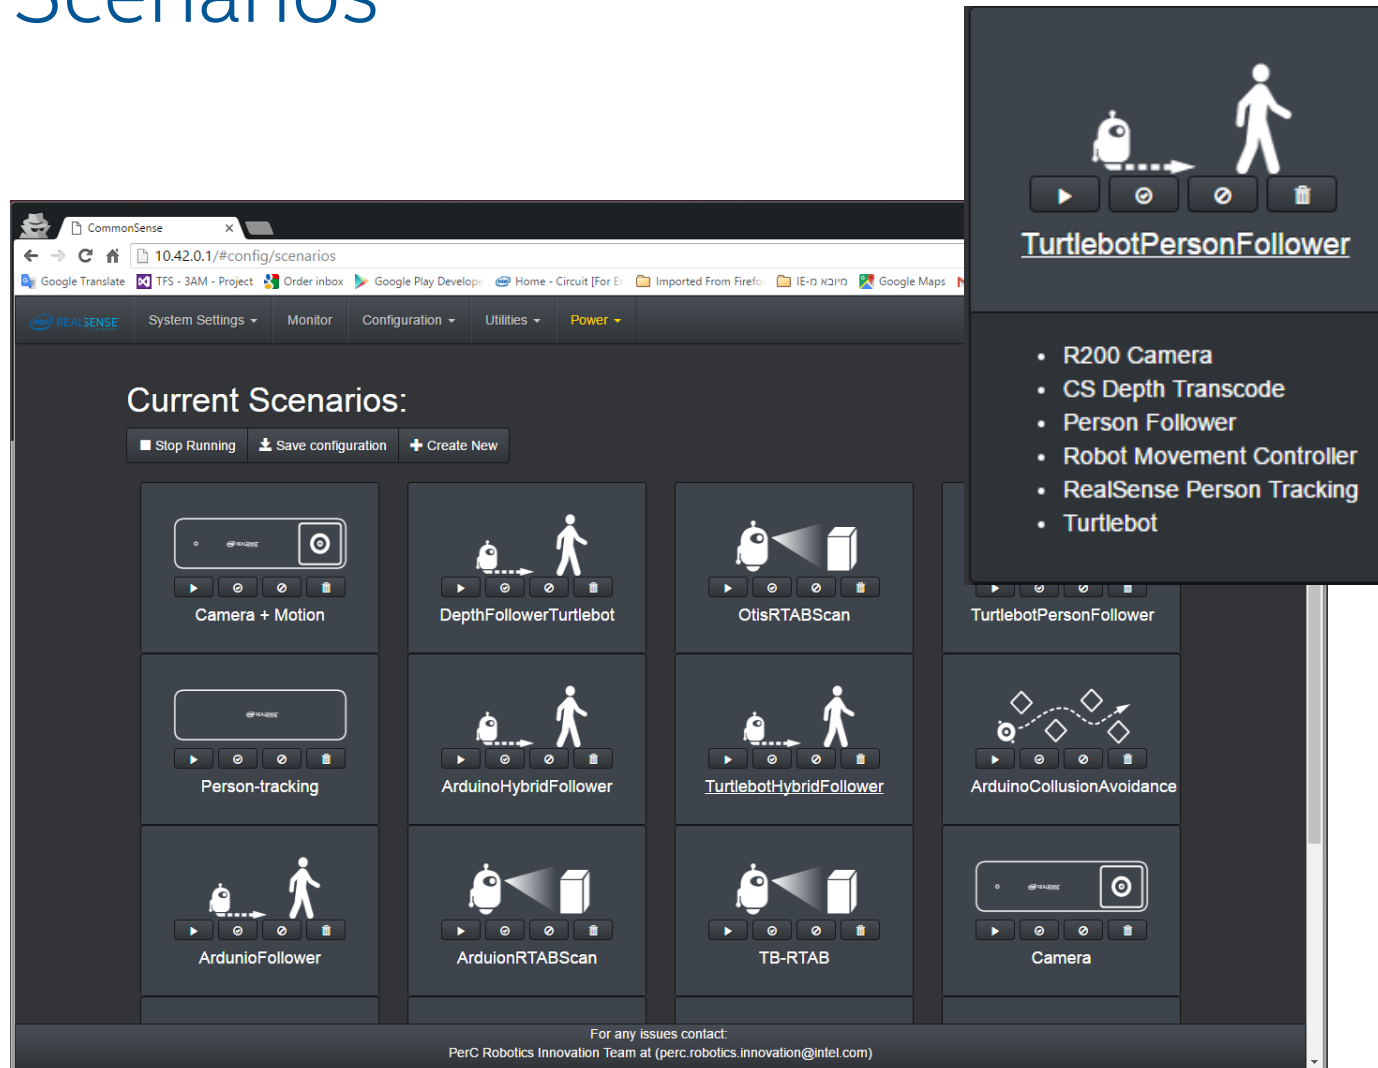 Scenarios
TurtlebotPersonFollower
R200 Camera
CS Depth Transcode
Person Follower
Robot Movement Controller
RealSense Person Tracking
Turtlebot
CommonSense
10.42.0.1/#config/scenarios
Google Translate TFS - 3AM - Project Order inbox Google Play Develope Home - Circuit [For E Imported From Firefo IE-מיובא מ Google Maps
intel REALSENSE System Settings Monitor Configuration Utilities Power
Current Scenarios:
Stop Running Save configuration Create New
Camera + Motion DepthFollowerTurtlebot OtisRTABScan TurtlebotPersonFollower
Person-tracking ArduinoHybridFollower TurtlebotHybridFollower ArduinoCollusionAvoidance
ArdunioFollower ArduionRTABScan TB-RTAB Camera
For any issues contact:
PerC Robotics Innovation Team at (perc.robotics.innovation@intel.com)